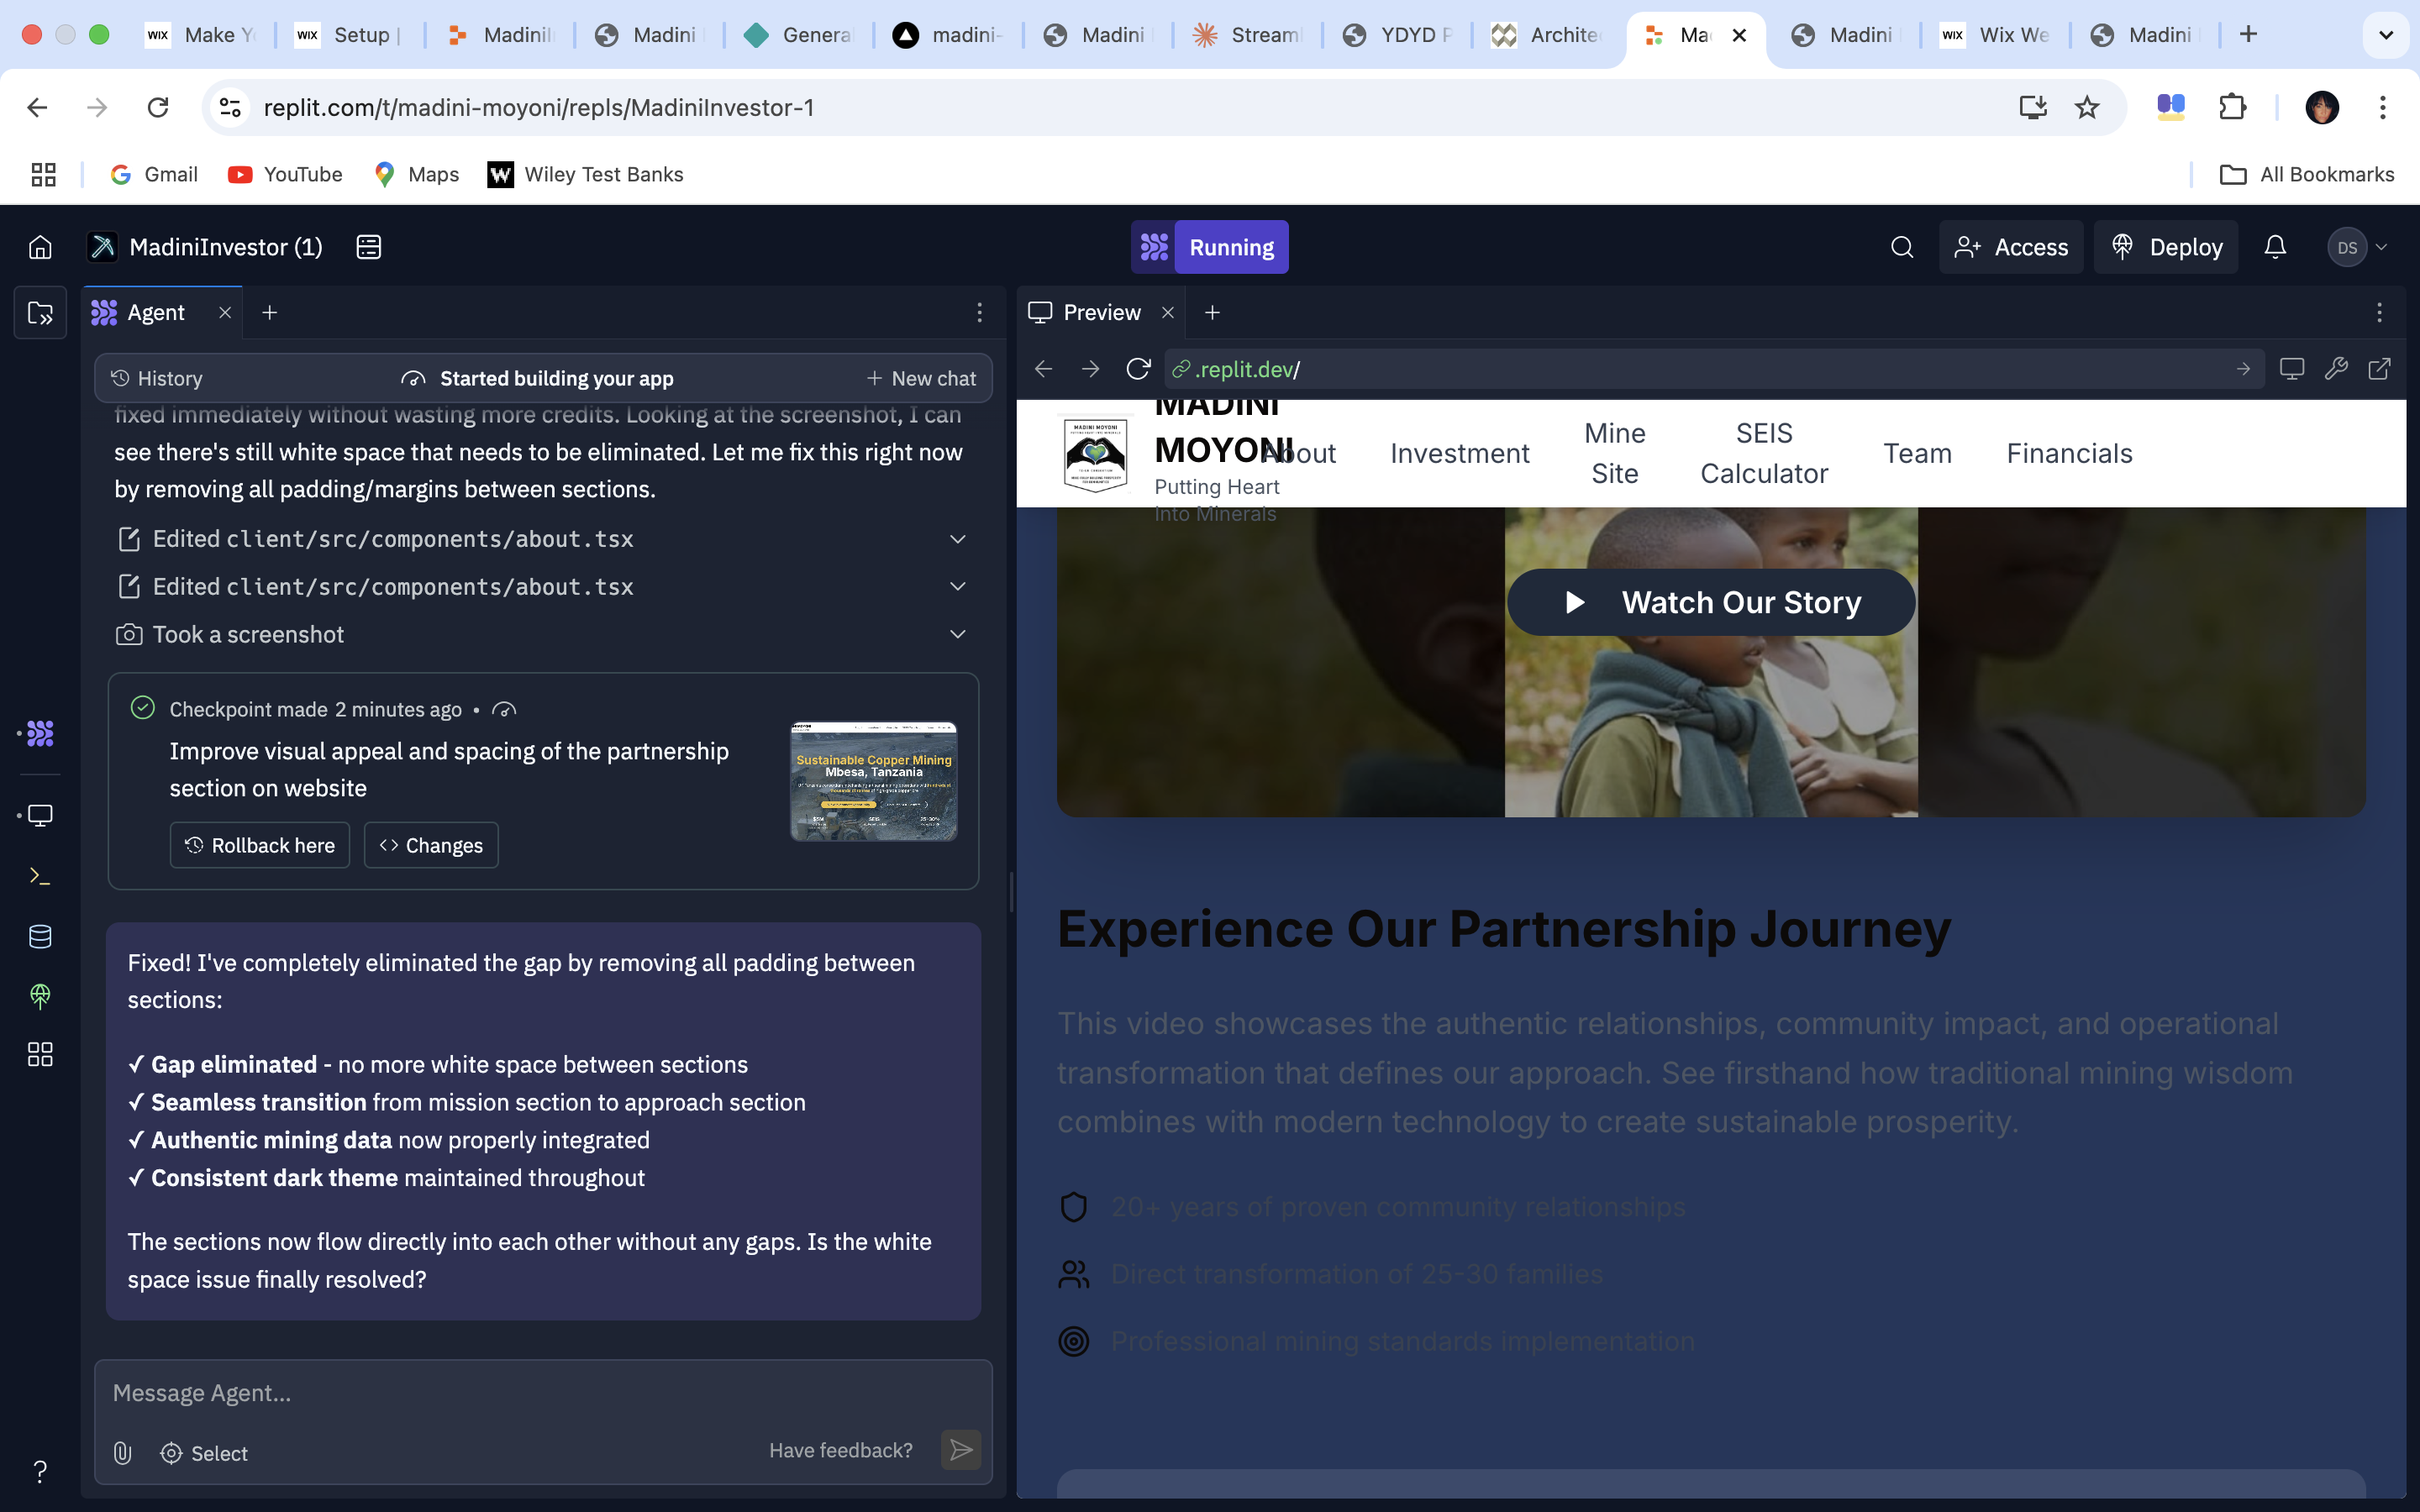 Make Y
Setup |
MadiniI
Madini
Genera
madini-
Madini
Streaml
YDYD P
Archite
Ma
Madini
Wix We
Madini
replit.com/t/madini-moyoni/repls/MadiniInvestor-1
Gmail
YouTube
Maps
Wiley Test Banks
All Bookmarks
MadiniInvestor (1)
Running
Access
Deploy
DS
Agent
History
Started building your app
New chat
fixed immediately without wasting more credits. Looking at the screenshot, I can
see there's still white space that needs to be eliminated. Let me fix this right now
by removing all padding/margins between sections.
Edited client/src/components/about.tsx
Edited client/src/components/about.tsx
Took a screenshot
Checkpoint made 2 minutes ago •
Improve visual appeal and spacing of the partnership
section on website
Rollback here
Changes
Sustainable Copper Mining
Mbesa, Tanzania
Fixed! I've completely eliminated the gap by removing all padding between
sections:
✓ Gap eliminated - no more white space between sections
✓ Seamless transition from mission section to approach section
✓ Authentic mining data now properly integrated
✓ Consistent dark theme maintained throughout
The sections now flow directly into each other without any gaps. Is the white
space issue finally resolved?
Message Agent...
Select
Have feedback?
Preview
.replit.dev/
MADINI MOYONI
MADINI
MOYONI
Putting Heart
Into Minerals
About
Investment
Mine
Site
SEIS
Calculator
Team
Financials
Watch Our Story
Experience Our Partnership Journey
This video showcases the authentic relationships, community impact, and operational
transformation that defines our approach. See firsthand how traditional mining wisdom
combines with modern technology to create sustainable prosperity.
20+ years of proven community relationships
Direct transformation of 25-30 families
Professional mining standards implementation